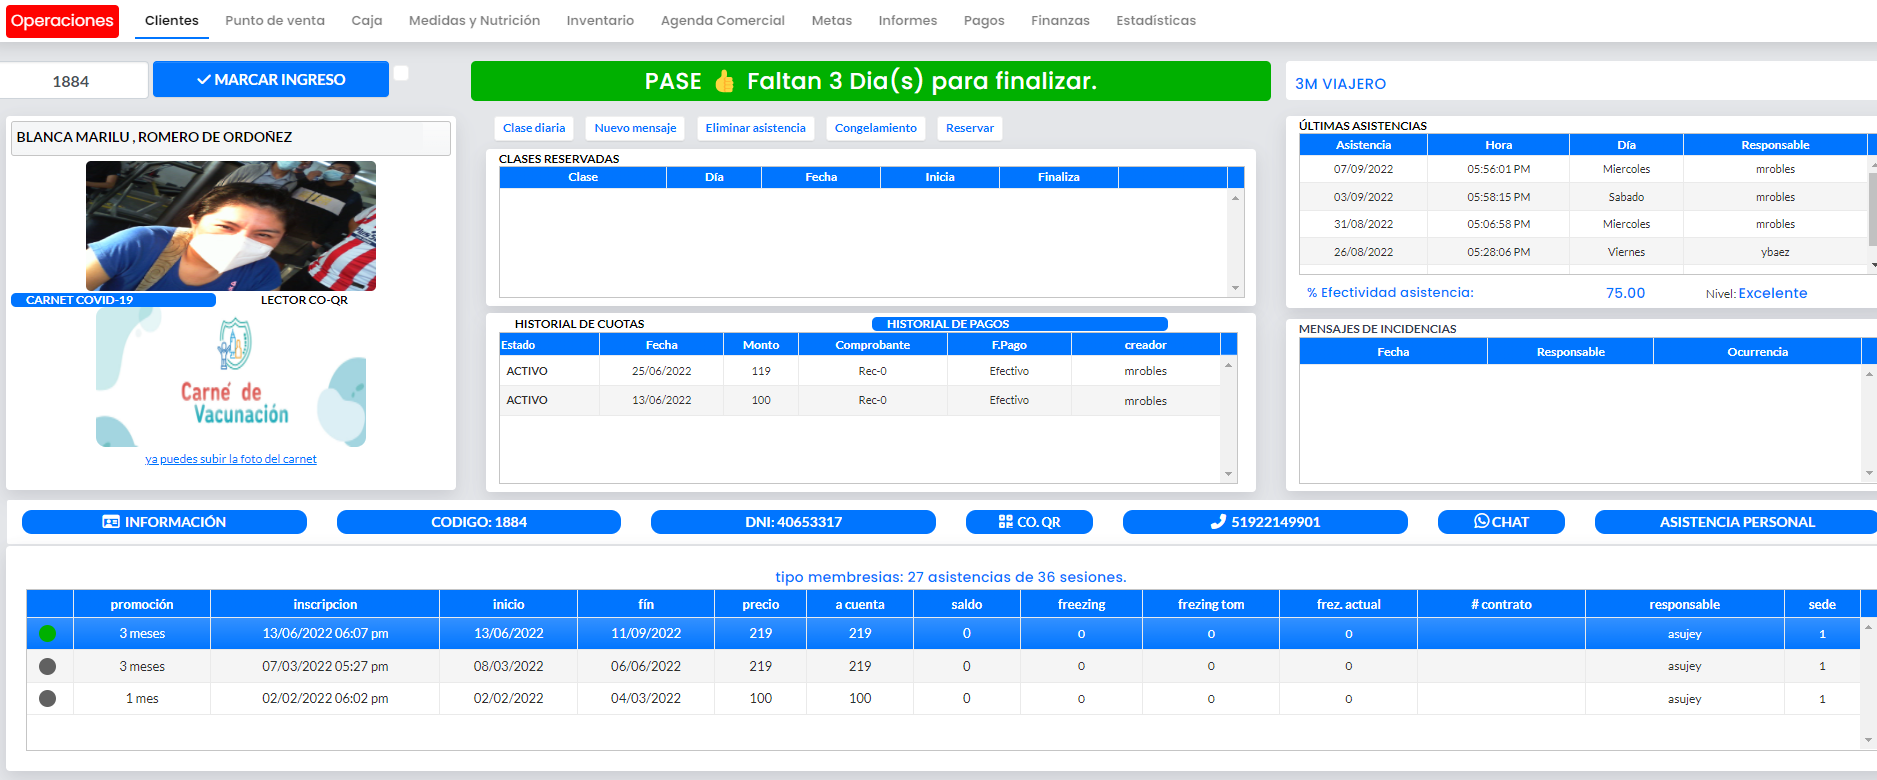 Operaciones Clientes Punto de venta Caja Medidas y Nutrición Inventario Agenda Comercial Metas Informes Pagos Finanzas Estadísticas
1884 MARCAR INGRESO
PASE 👍 Faltan 3 Dia(s) para finalizar.
3M VIAJERO
BLANCA MARILU , ROMERO DE ORDOÑEZ
CARNET COVID-19 LECTOR CO-QR
Carné de
Vacunación
ya puedes subir la foto del carnet
Clase diaria Nuevo mensaje Eliminar asistencia Congelamiento Reservar
CLASES RESERVADAS
Clase Día Fecha Inicia Finaliza
HISTORIAL DE CUOTAS HISTORIAL DE PAGOS
Estado Fecha Monto Comprobante F.Pago creador
ACTIVO 25/06/2022 119 Rec-0 Efectivo mrobles
ACTIVO 13/06/2022 100 Rec-0 Efectivo mrobles
ÚLTIMAS ASISTENCIAS
Asistencia Hora Día Responsable
07/09/2022 05:56:01 PM Miercoles mrobles
03/09/2022 05:58:15 PM Sabado mrobles
31/08/2022 05:06:58 PM Miercoles mrobles
26/08/2022 05:28:06 PM Viernes ybaez
% Efectividad asistencia: 75.00 Nivel: Excelente
MENSAJES DE INCIDENCIAS
Fecha Responsable Ocurrencia
INFORMACIÓN CODIGO: 1884 DNI: 40653317 CO. QR 51922149901 CHAT ASISTENCIA PERSONAL
tipo membresias: 27 asistencias de 36 sesiones.
promoción inscripcion inicio fín precio a cuenta saldo freezing frezing tom frez. actual # contrato responsable sede
3 meses 13/06/2022 06:07 pm 13/06/2022 11/09/2022 219 219 0 0 0 0 asujey 1
3 meses 07/03/2022 05:27 pm 08/03/2022 06/06/2022 219 219 0 0 0 0 asujey 1
1 mes 02/02/2022 06:02 pm 02/02/2022 04/03/2022 100 100 0 0 0 0 asujey 1